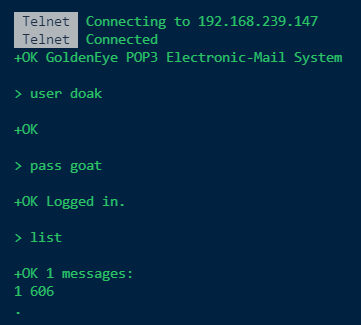 Telnet Connecting to 192.168.239.147
Telnet Connected
+OK GoldenEye POP3 Electronic-Mail System
> user doak
+OK
> pass goat
+OK Logged in.
> list
+OK 1 messages:
1 606
.